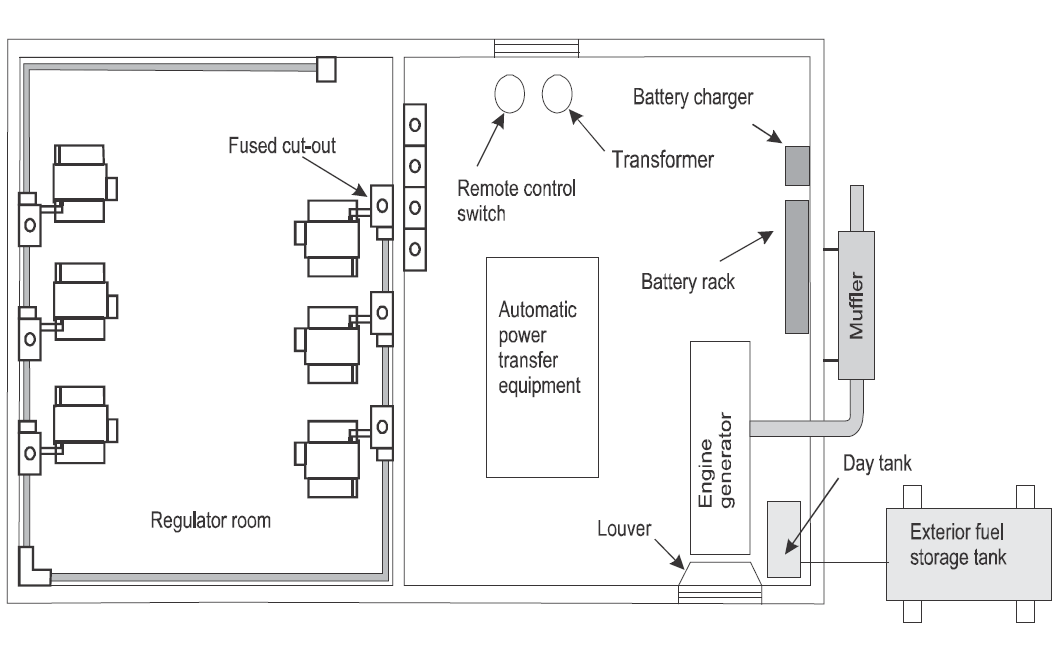 Battery charger
Fused cut-out
Transformer
Remote control
switch
Battery rack
Muffler
Automatic
power
transfer
equipment
Engine
generator
Day tank
Regulator room
Louver
Exterior fuel
storage tank